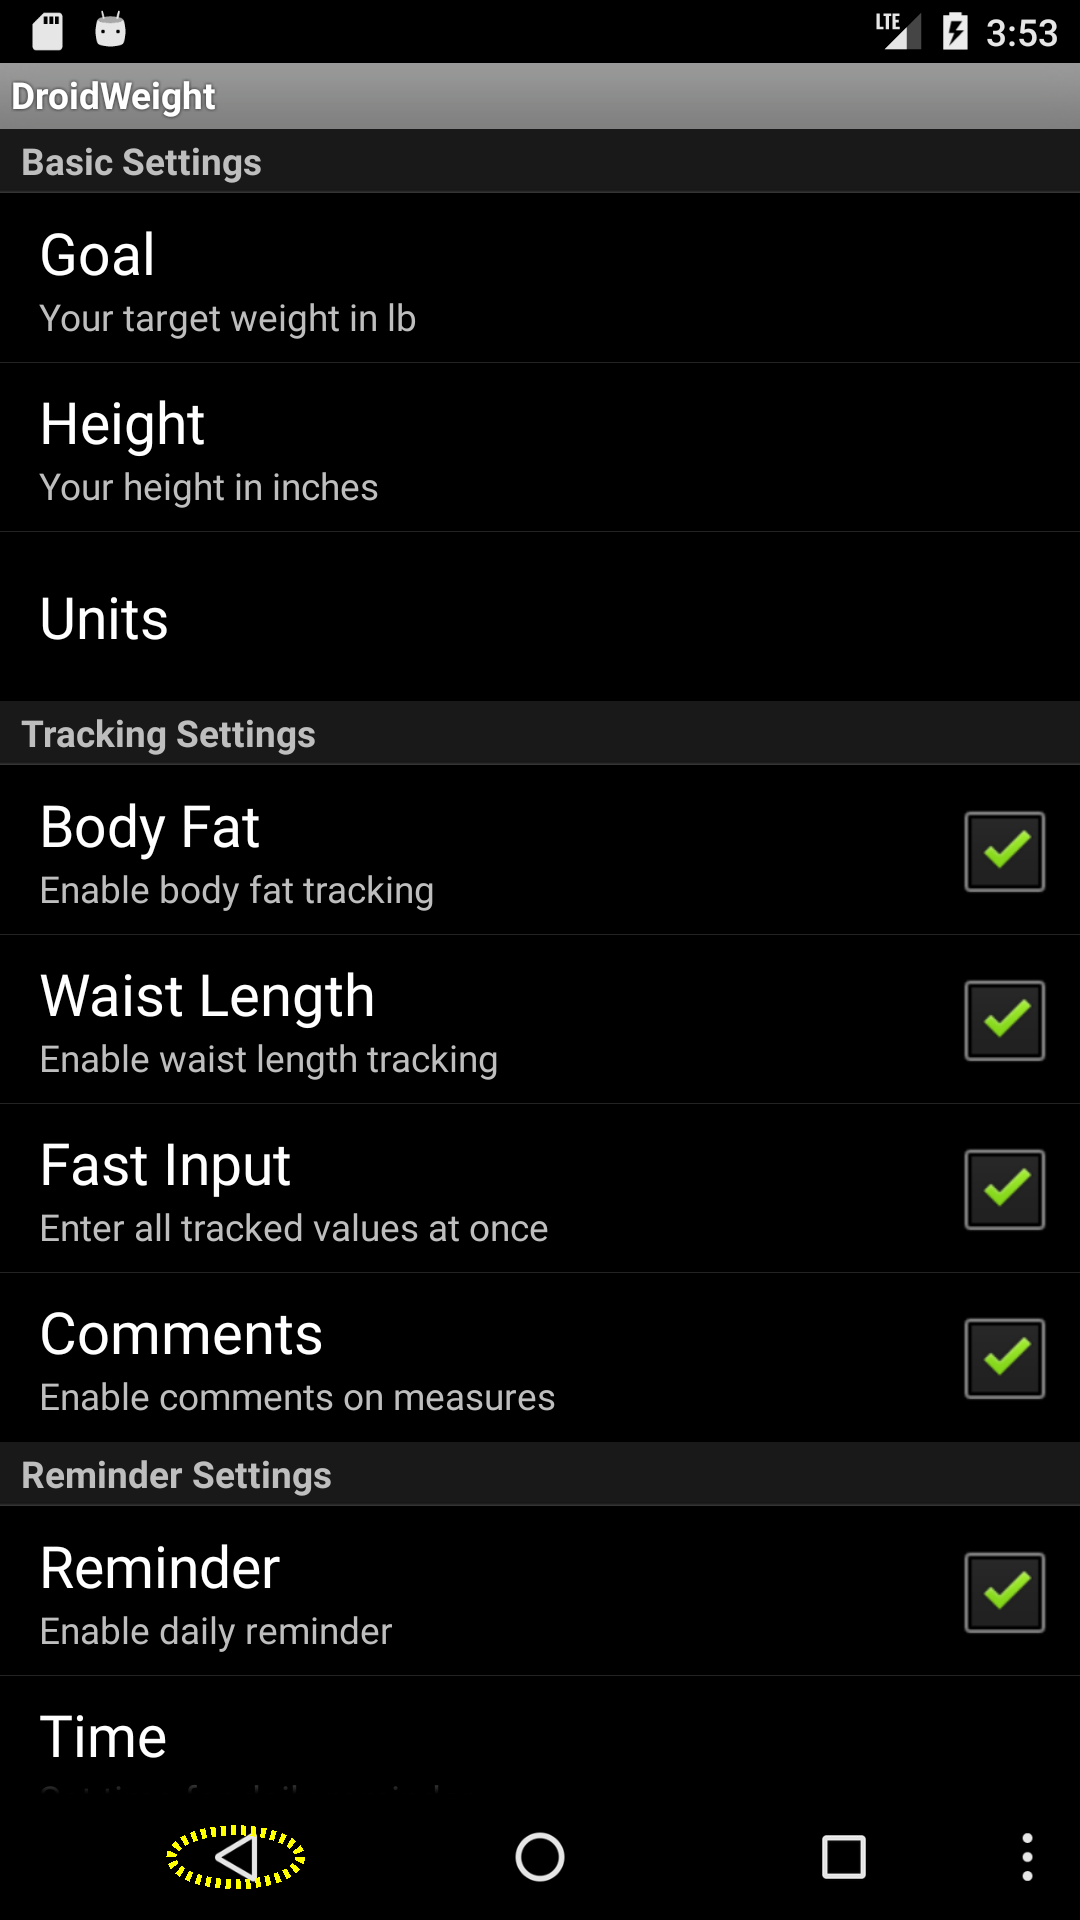 LTE 3:53
DroidWeight
Basic Settings
Goal
Your target weight in lb
Height
Your height in inches
Units
Tracking Settings
Body Fat
Enable body fat tracking
Waist Length
Enable waist length tracking
Fast Input
Enter all tracked values at once
Comments
Enable comments on measures
Reminder Settings
Reminder
Enable daily reminder
Time